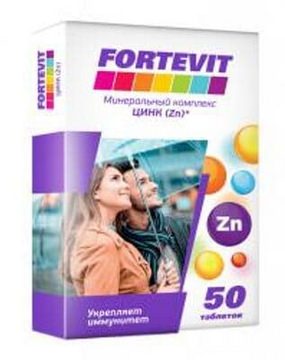 FORTEVIT
Минеральный комплекс
ЦИНК (Zn)*
Zn
Укрепляет
иммунитет
50
таблеток